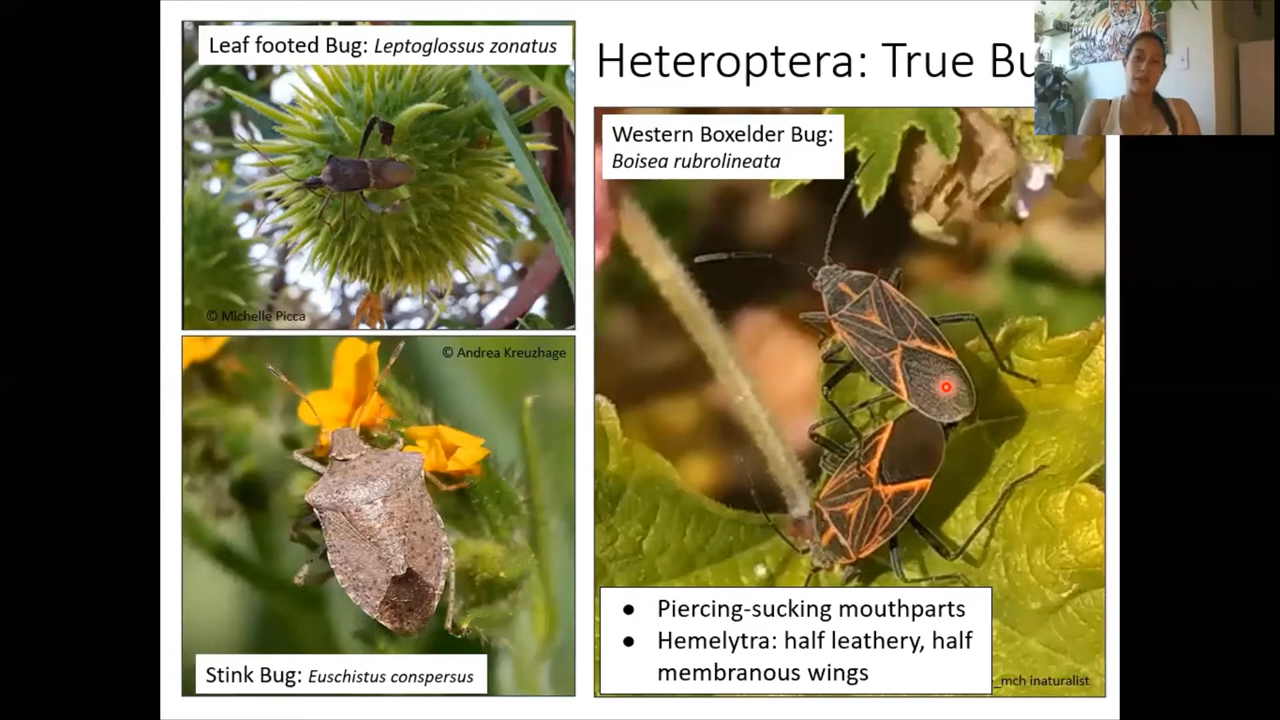 Leaf footed Bug: Leptoglossus zonatus
© Michelle Picca
© Andrea Kreuzhage
Stink Bug: Euschistus conspersus
Heteroptera: True Bu
Western Boxelder Bug:
Boisea rubrolineata
● Piercing-sucking mouthparts
● Hemelytra: half leathery, half
membranous wings
_mch inaturalist